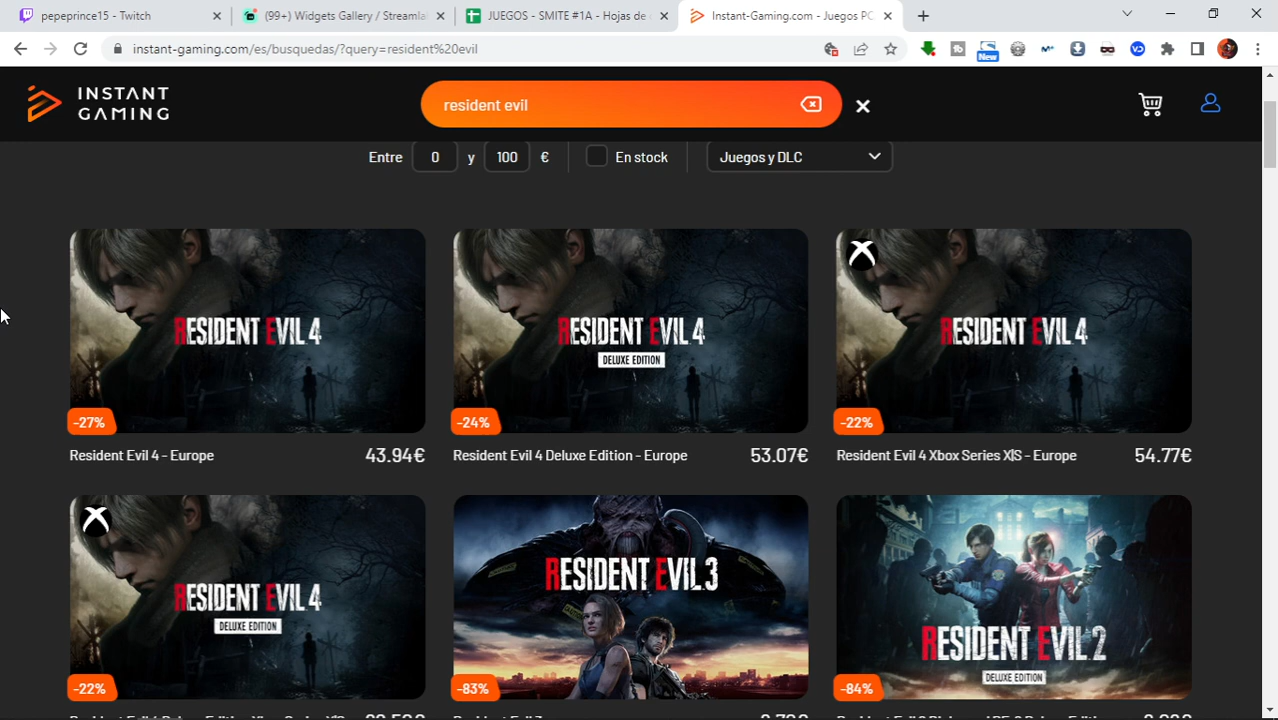 pepeprince15 - Twitch
(99+) Widgets Gallery / Streamla
JUEGOS - SMITE #1A - Hojas de
Instant-Gaming.com - Juegos PC
instant-gaming.com/es/busquedas/?query=resident%20evil
New
INSTANT GAMING
resident evil
Entre 0 y 100 €
En stock
Juegos y DLC
RESIDENT EVIL 4
-27%
Resident Evil 4 - Europe 43.94€
RESIDENT EVIL 4
DELUXE EDITION
-24%
Resident Evil 4 Deluxe Edition - Europe 53.07€
RESIDENT EVIL 4
-22%
Resident Evil 4 Xbox Series X|S - Europe 54.77€
RESIDENT EVIL 4
DELUXE EDITION
-22%
RESIDENT EVIL 3
-83%
RESIDENT EVIL 2
DELUXE EDITION
-84%